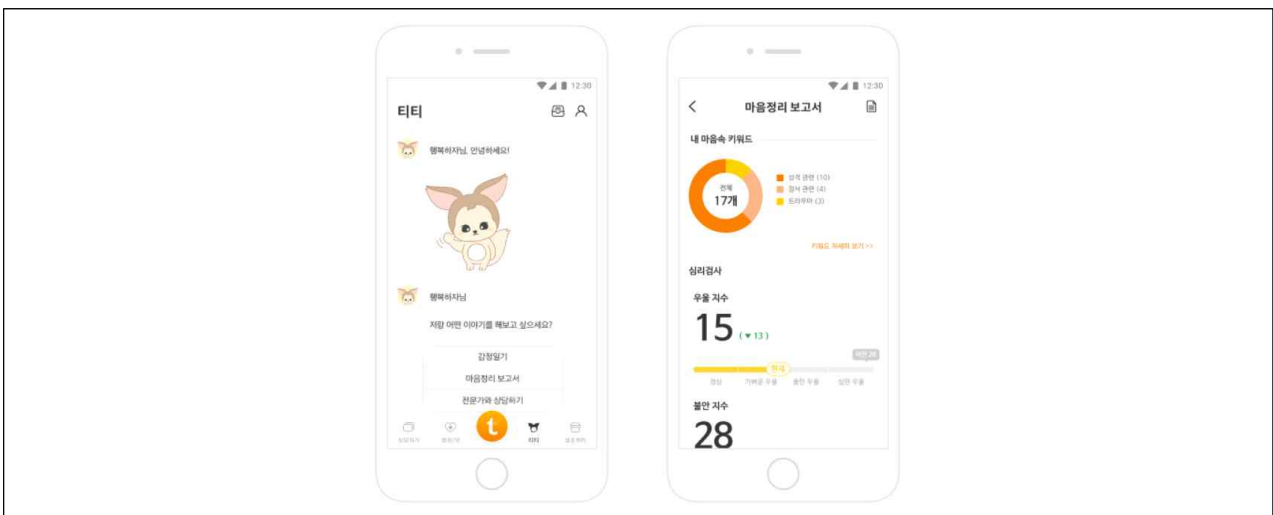 12:30
티티
행복하자님, 안녕하세요!
행복하자님
저랑 어떤 이야기를 해보고 싶으세요?
감정일기
마음정리 보고서
전문가와 상담하기
t
티티
12:30
마음정리 보고서
내 마음속 키워드
전체
17개
성격 관련 (10)
정서 관련 (4)
트라우마 (3)
키워드 자세히 보기 >>
심리검사
우울 지수
15 (▼13)
지난 28
현재
정상 가벼운 우울 중한 우울 심한 우울
불안 지수
28